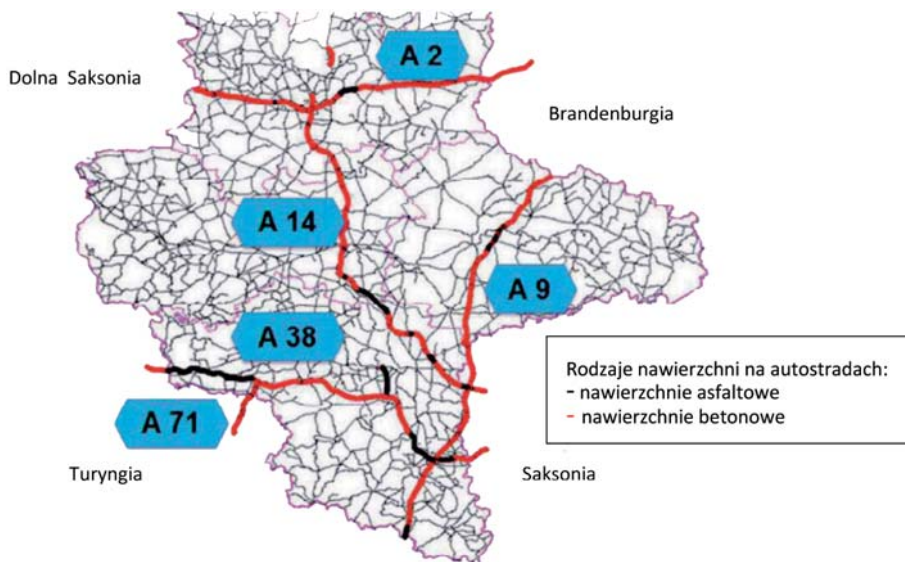 A 2
Dolna Saksonia
Brandenburgia
A 14
A 9
A 38
Rodzaje nawierzchni na autostradach:
- nawierzchnie asfaltowe
- nawierzchnie betonowe
A 71
Turyngia
Saksonia